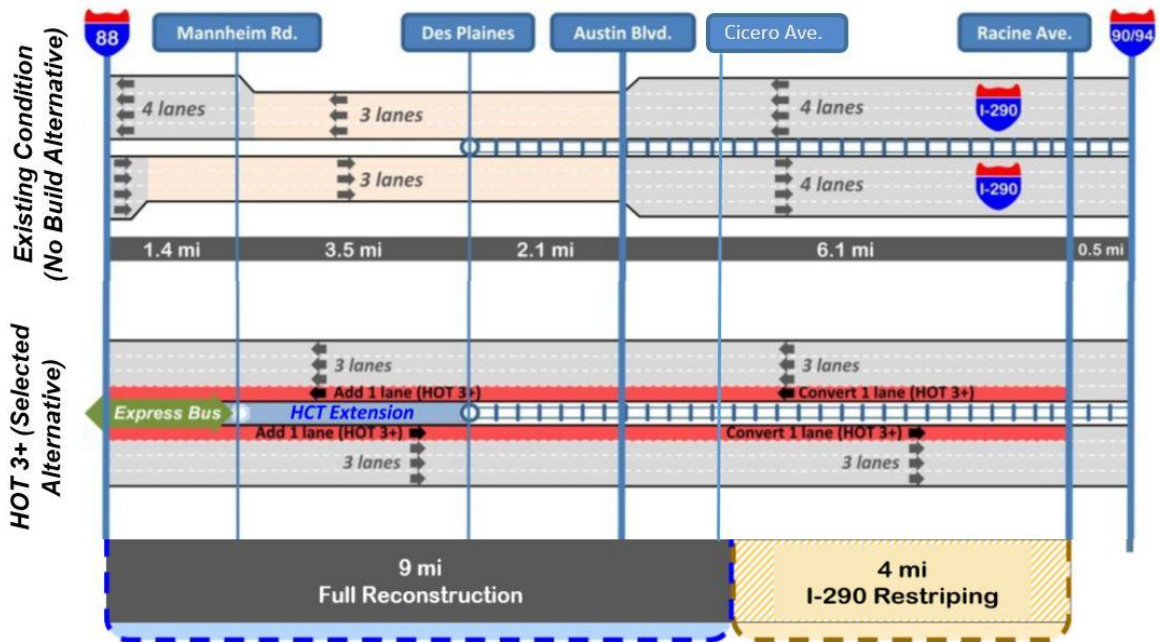 88
Mannheim Rd.
Des Plaines
Austin Blvd.
Cicero Ave.
Racine Ave.
90/94
Existing Condition
(No Build Alternative)
4 lanes
3 lanes
4 lanes
I-290
3 lanes
4 lanes
I-290
1.4 mi
3.5 mi
2.1 mi
6.1 mi
0.5 mi
HOT 3+ (Selected
Alternative)
3 lanes
3 lanes
Add 1 lane (HOT 3+)
Convert 1 lane (HOT 3+)
Express Bus
HCT Extension
Add 1 lane (HOT 3+)
Convert 1 lane (HOT 3+)
3 lanes
3 lanes
9 mi
Full Reconstruction
4 mi
I-290 Restriping